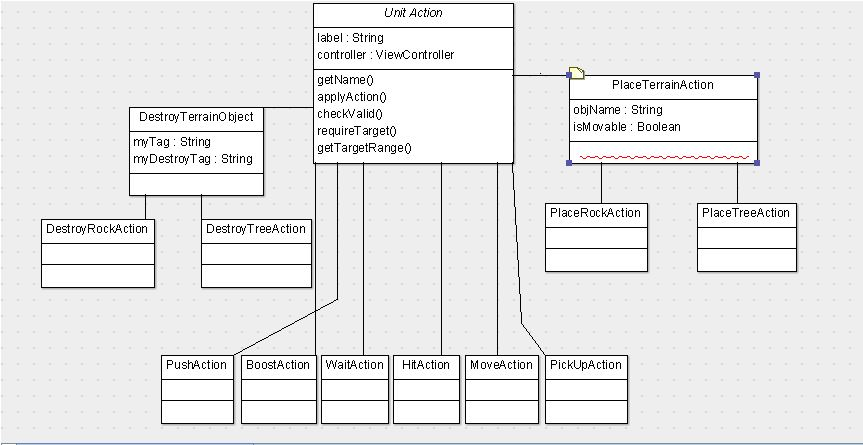 Unit Action
label : String
controller : ViewController
getName()
applyAction()
checkValid()
requireTarget()
getTargetRange()
PlaceTerrainAction
objName : String
isMovable : Boolean
DestroyTerrainObject
myTag : String
myDestroyTag : String
DestroyRockAction
DestroyTreeAction
PlaceRockAction
PlaceTreeAction
PushAction
BoostAction
WaitAction
HitAction
MoveAction
PickUpAction